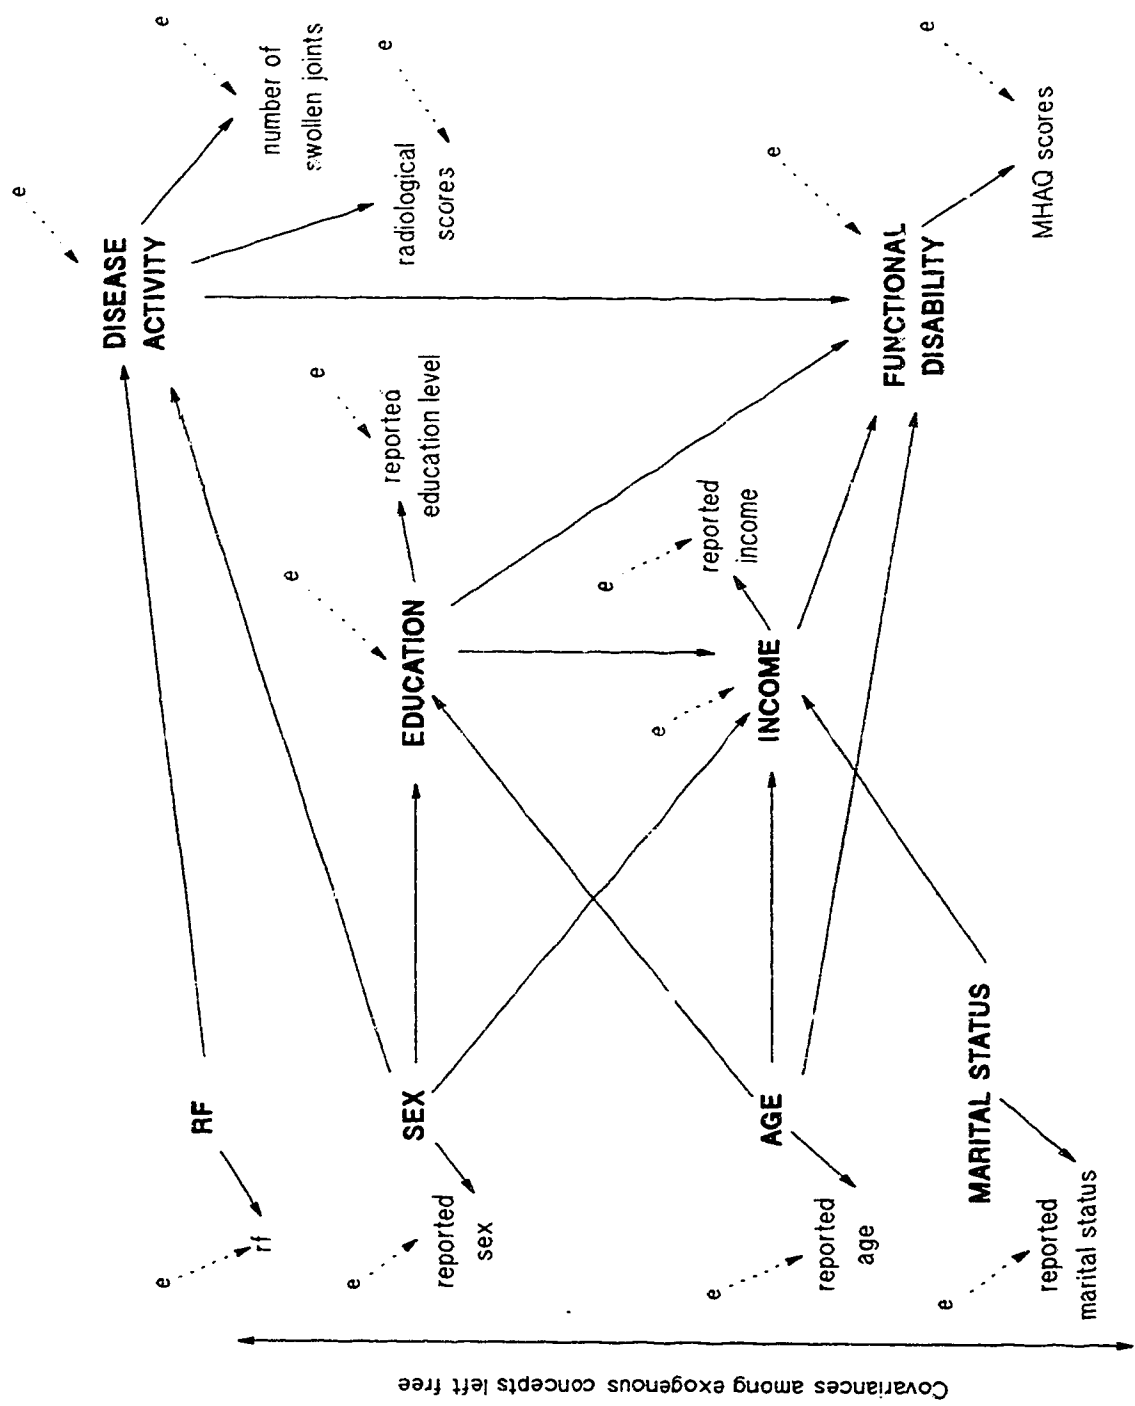 e
DISEASE
ACTIVITY
e
number of
swollen joints
e
radiological
scores
RF
e
rf
SEX
e
reported
sex
e
EDUCATION
e
reported
education level
AGE
e
reported
age
e
INCOME
e
reported
income
MARITAL STATUS
e
reported
marital status
e
FUNCTIONAL
DISABILITY
e
MHAQ scores
Covariances among exogenous concepts left free